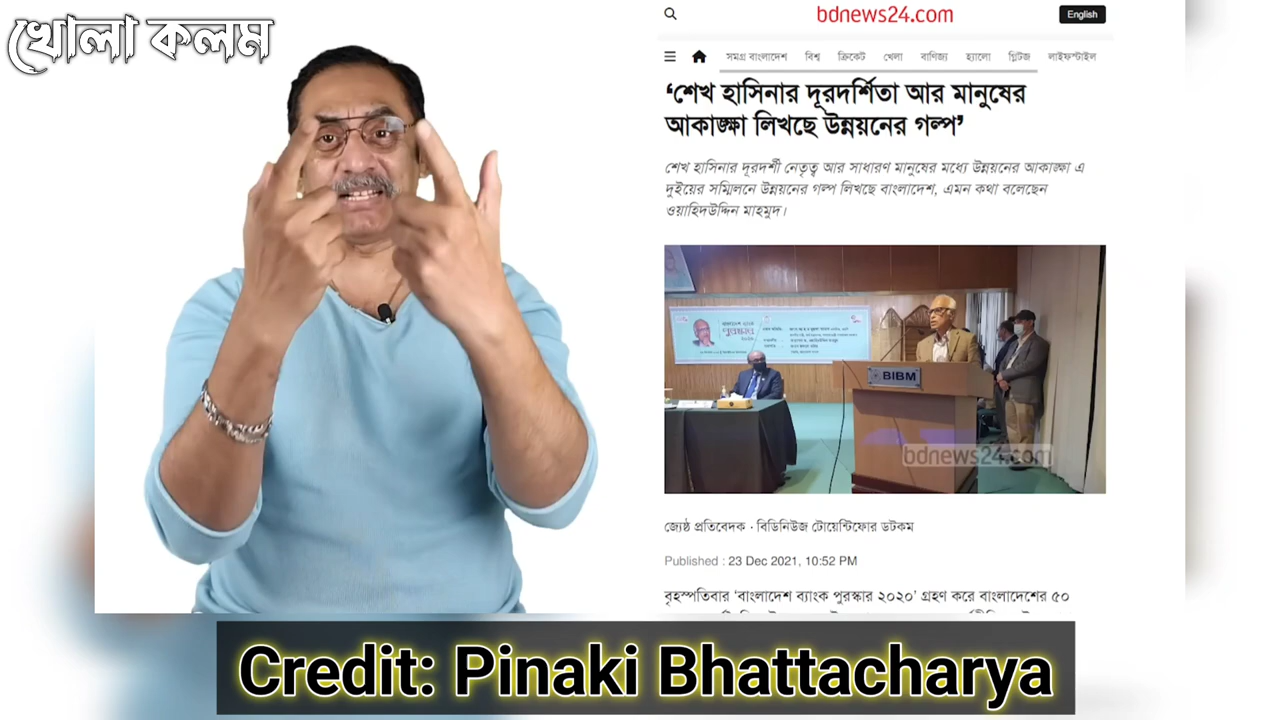 খোলা কলম
bdnews24.com
English
সমগ্র বাংলাদেশ বিশ্ব ক্রিকেট খেলা বাণিজ্য হ্যালো গ্লিটজ লাইফস্টাইল
‘শেখ হাসিনার দূরদর্শিতা আর মানুষের
আকাঙ্ক্ষা লিখছে উন্নয়নের গল্প’
শেখ হাসিনার দূরদর্শী নেতৃত্ব আর সাধারণ মানুষের মধ্যে উন্নয়নের আকাঙ্ক্ষা এ
দুইয়ের সম্মিলনে উন্নয়নের গল্প লিখছে বাংলাদেশ, এমন কথা বলেছেন
ওয়াহিদউদ্দিন মাহমুদ।
বাংলাদেশ ব্যাংক
পুরস্কার
২০২০
BIBM
bdnews24.com
জ্যেষ্ঠ প্রতিবেদক · বিডিনিউজ টোয়েন্টিফোর ডটকম
Published : 23 Dec 2021, 10:52 PM
বৃহস্পতিবার ‘বাংলাদেশ ব্যাংক পুরস্কার ২০২০’ গ্রহণ করে বাংলাদেশের ৫০
Credit: Pinaki Bhattacharya